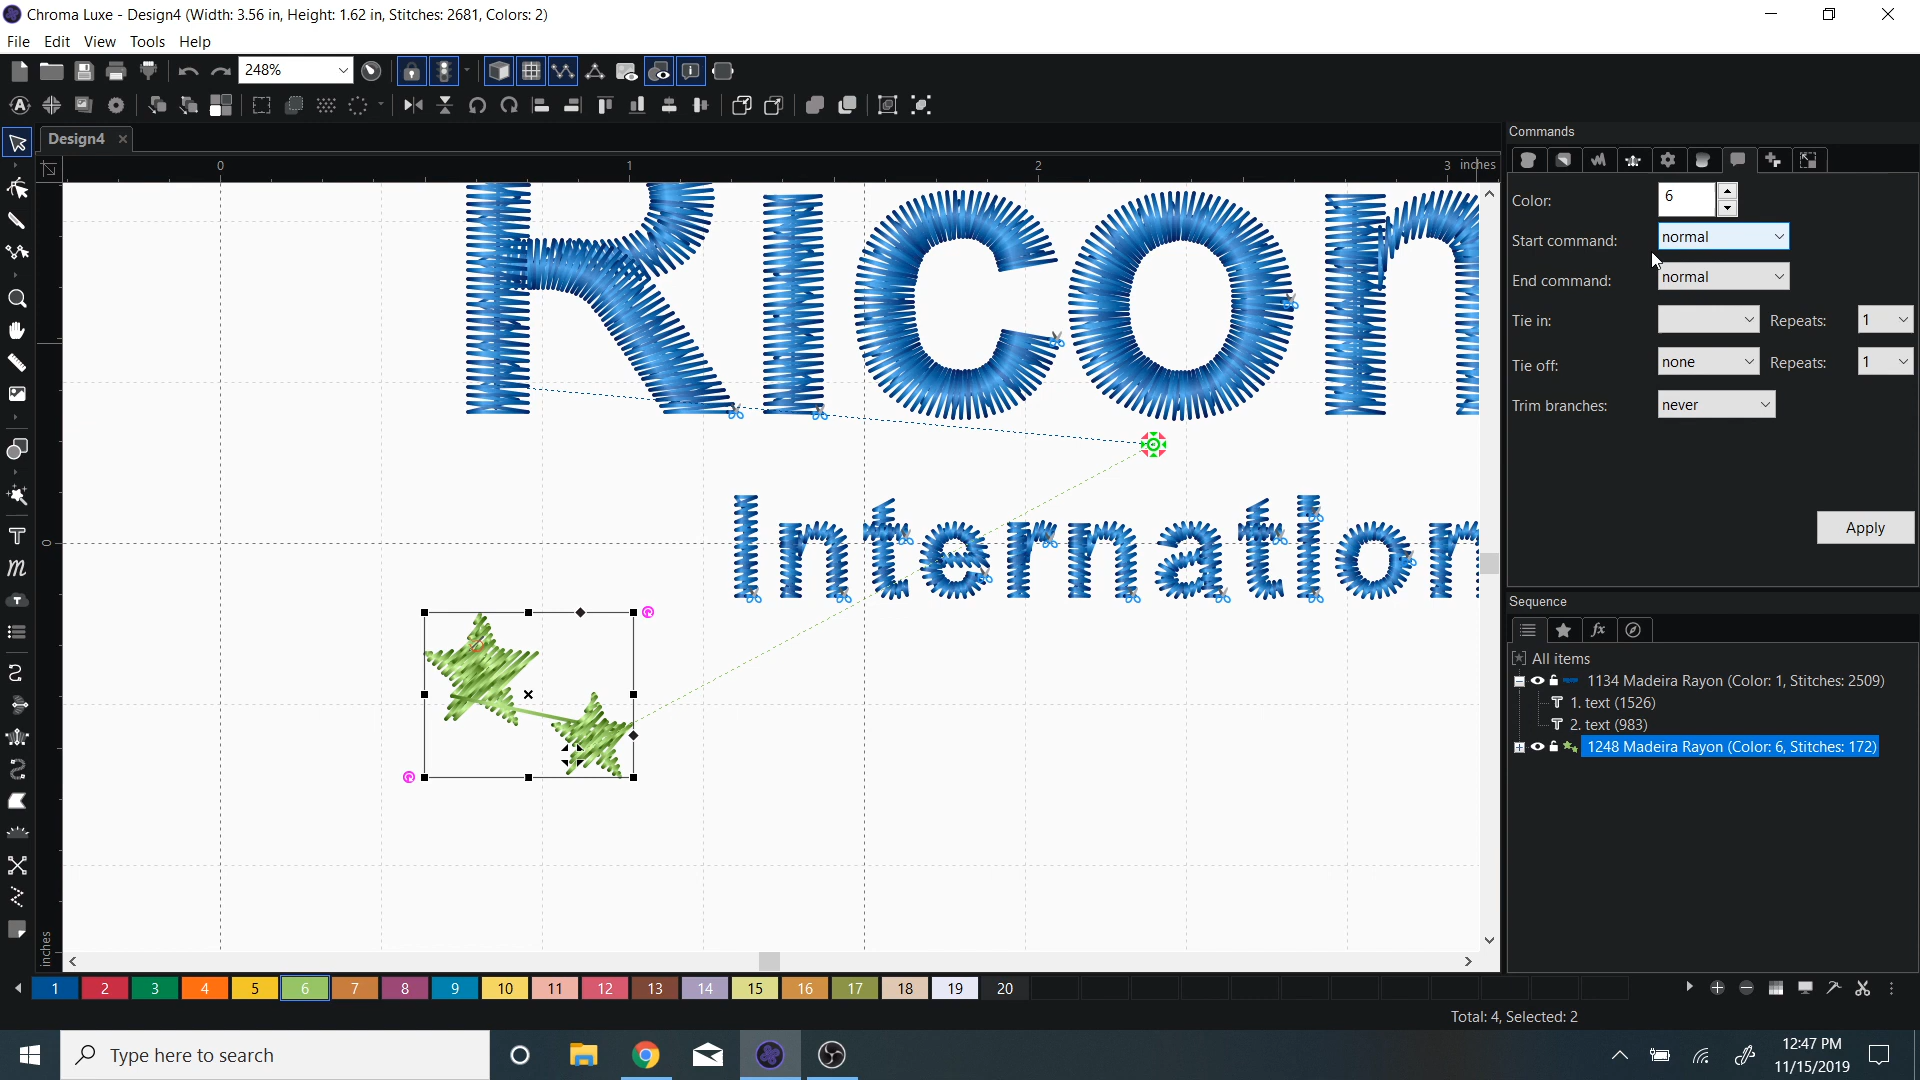 Chroma Luxe - Design4 (Width: 3.56 in, Height: 1.62 in, Stitches: 2681, Colors: 2)
File Edit View Tools Help
248%
Design4
0 1 2 3 inches
Ricon
Internation
0
inches
Commands
Color: 6
Start command: normal
End command: normal
Tie in: Repeats: 1
Tie off: none Repeats: 1
Trim branches: never
Apply
Sequence
fx
All items
1134 Madeira Rayon (Color: 1, Stitches: 2509)
T 1. text (1526)
T 2. text (983)
1248 Madeira Rayon (Color: 6, Stitches: 172)
1 2 3 4 5 6 7 8 9 10 11 12 13 14 15 16 17 18 19 20
Total: 4, Selected: 2
Type here to search
12:47 PM
11/15/2019